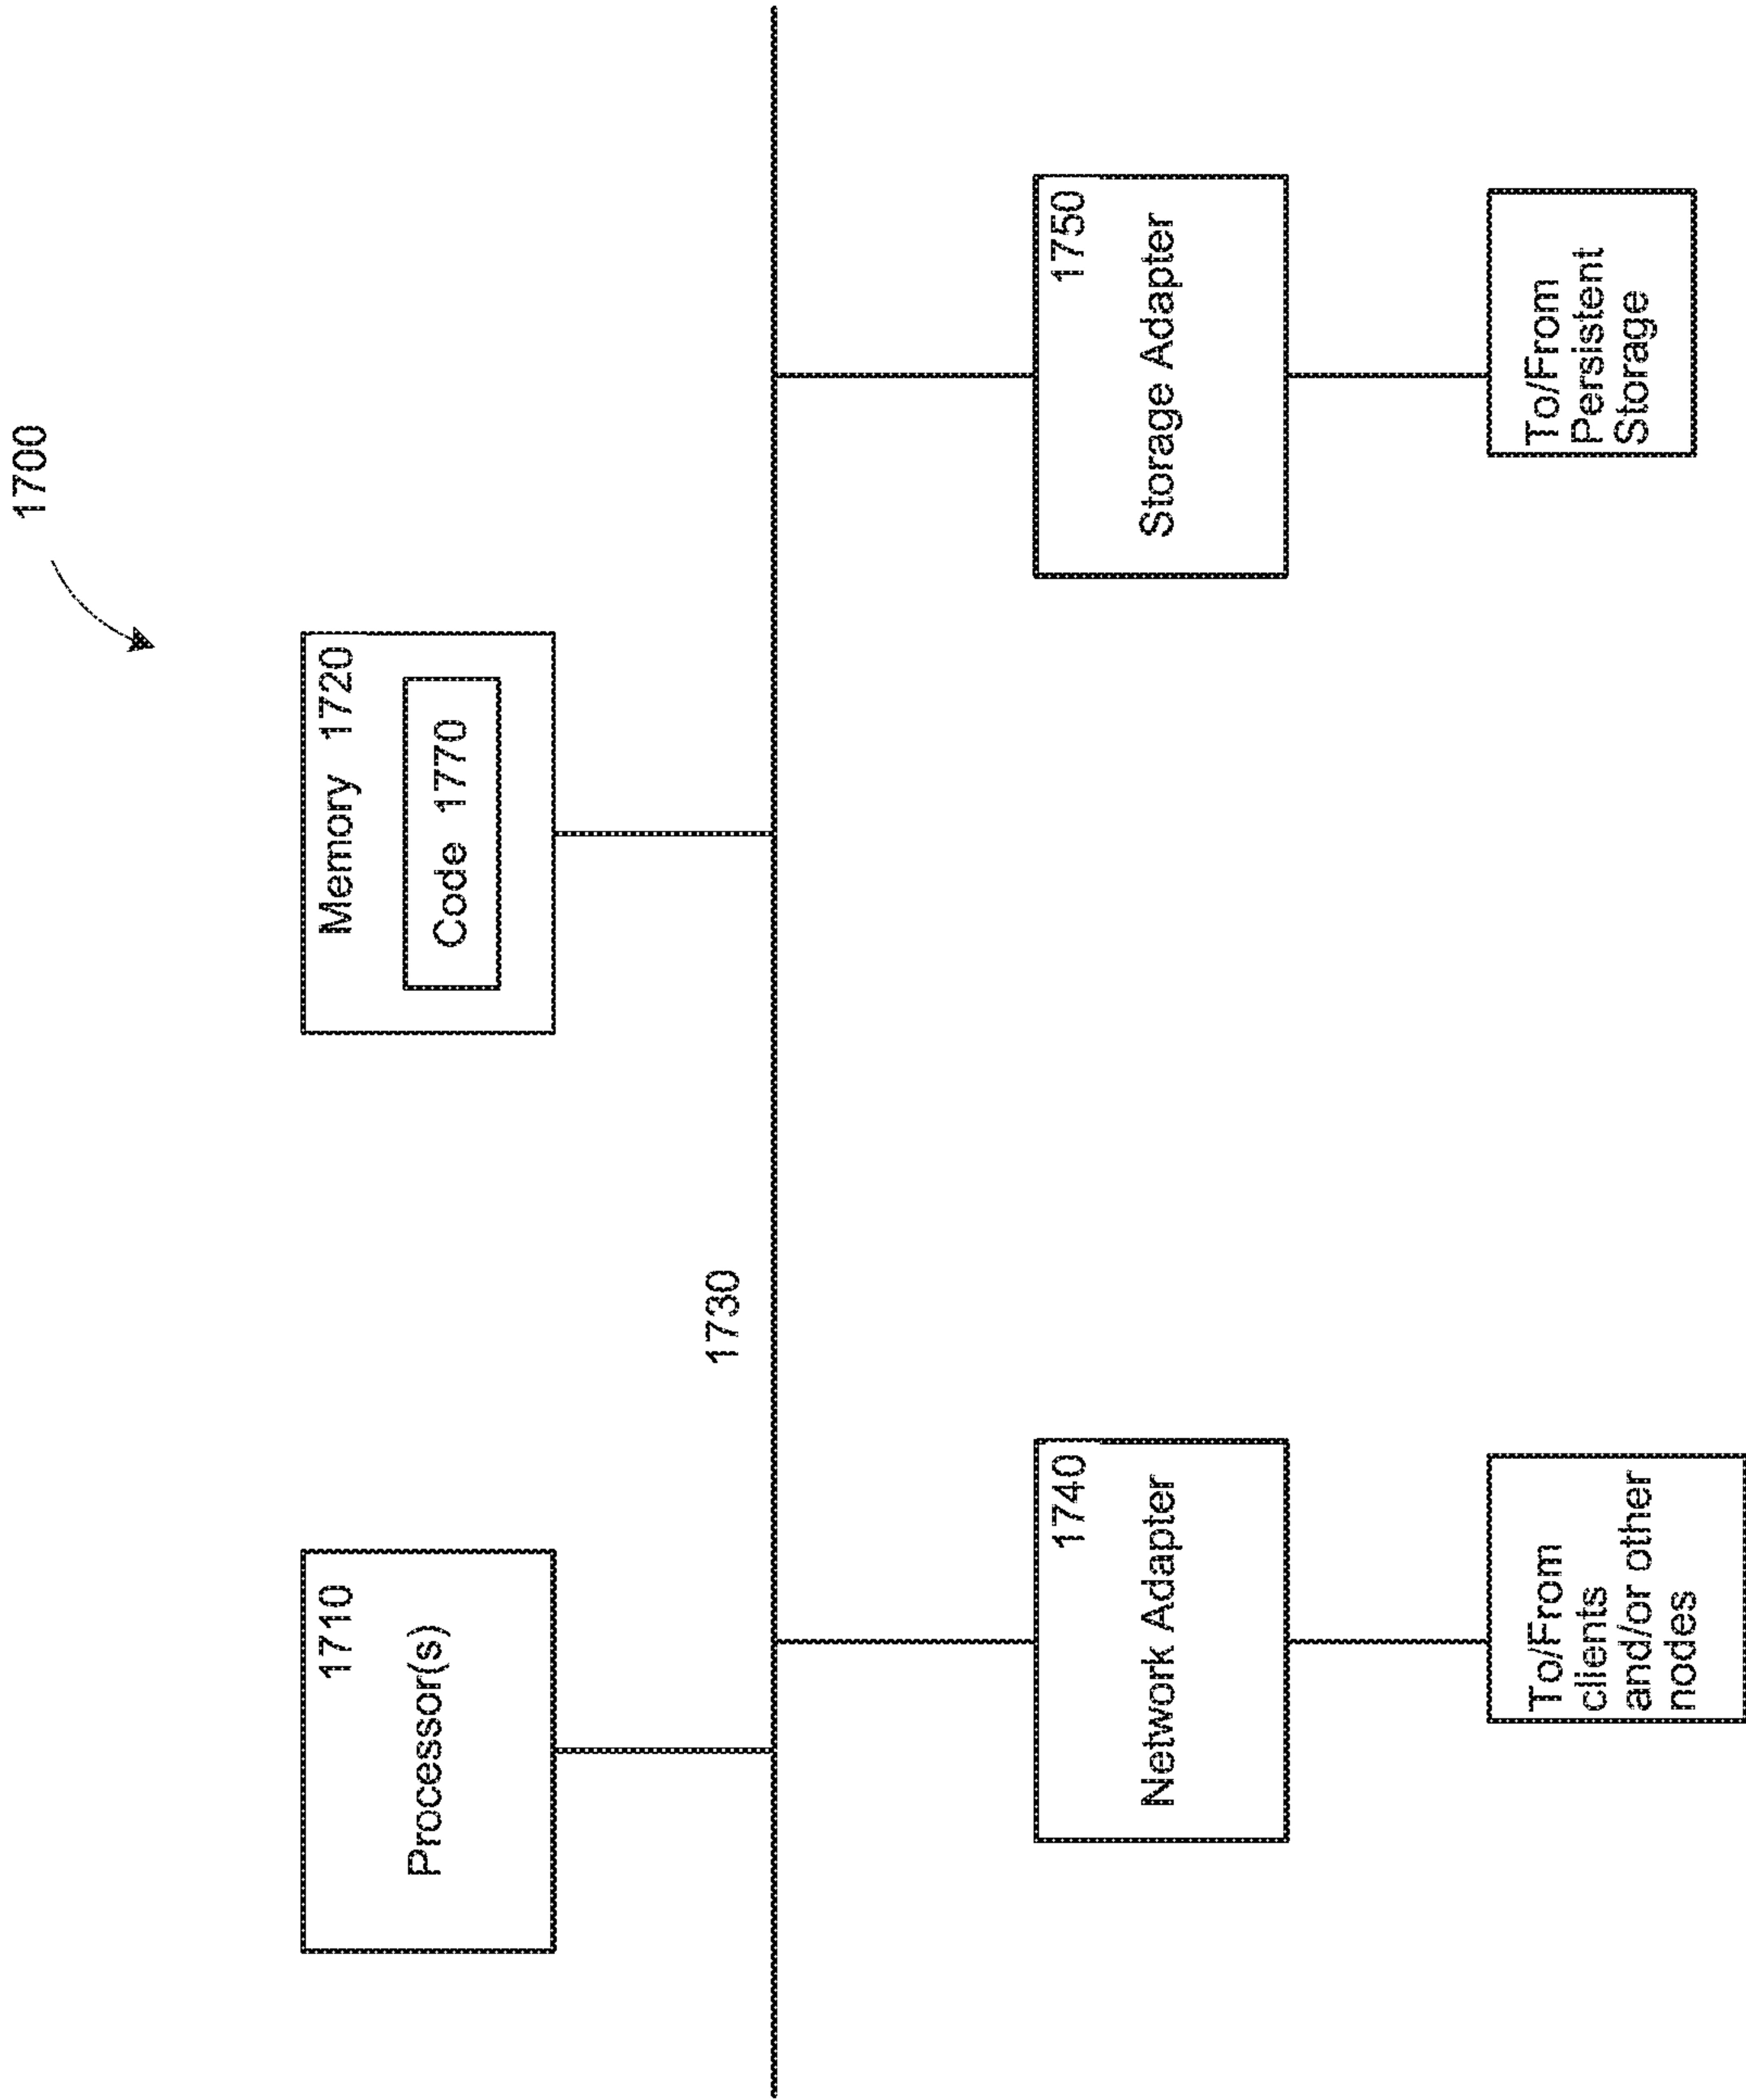 1700
1710
Processor(s)
Memory 1720
Code 1770
1730
1740
Network Adapter
1750
Storage Adapter
To/From
clients
and/or other
nodes
To/From
Persistent
Storage